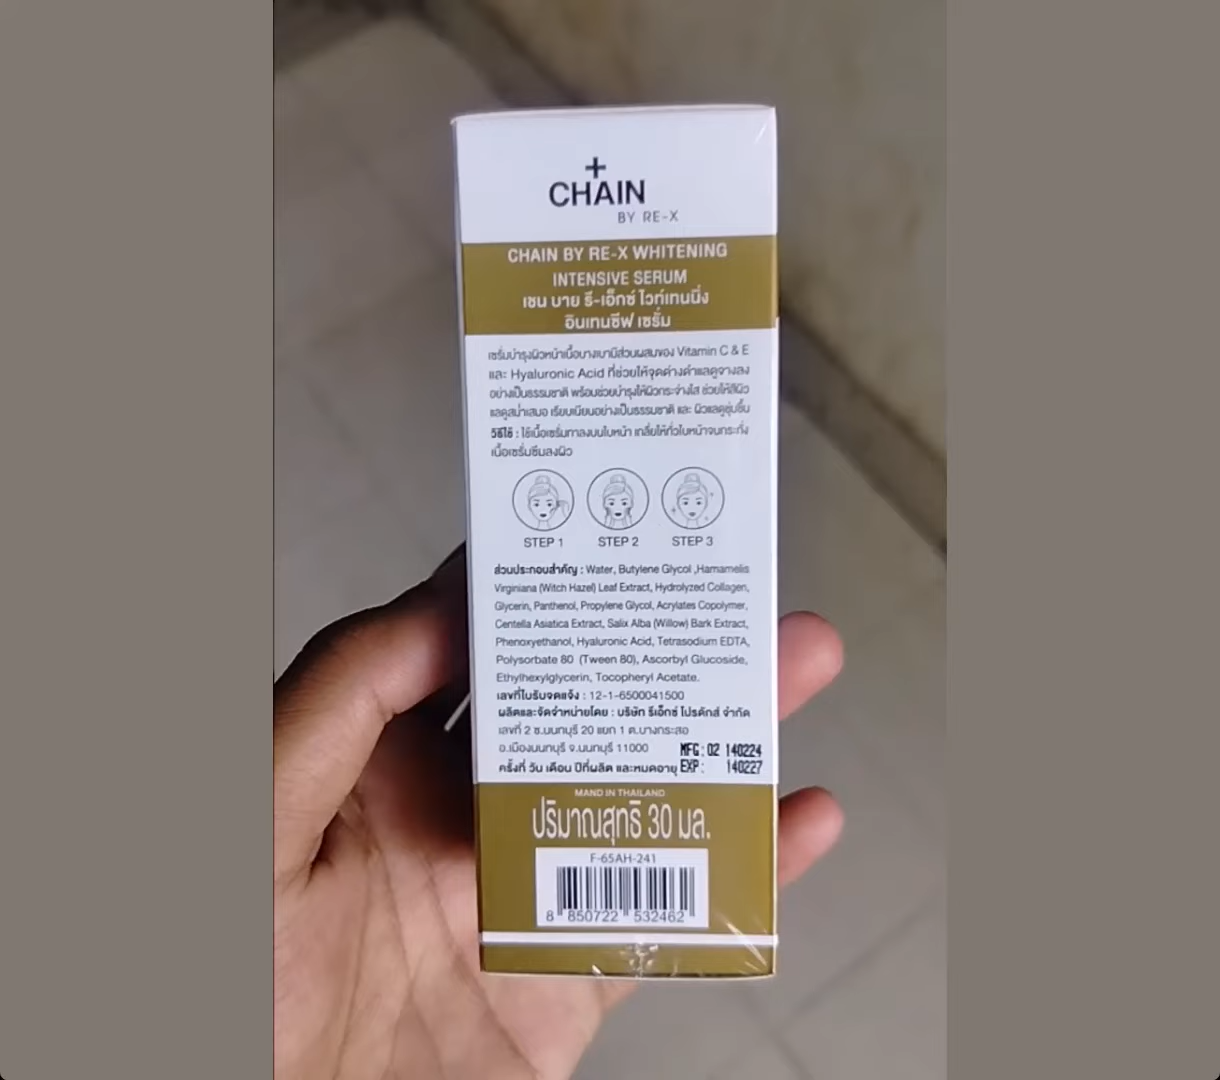 +
CHAIN
BY RE-X
CHAIN BY RE-X WHITENING
INTENSIVE SERUM
เชน บาย รี-เอ็กซ์ ไวท์เทนนิ่ง
อินเทนซีฟ เซรั่ม
เซรั่มบำรุงผิวหน้าเนื้อบางเบามีส่วนผสมของ Vitamin C & E
และ Hyaluronic Acid ที่ช่วยให้จุดด่างดำแลดูจางลง
อย่างเป็นธรรมชาติ พร้อมช่วยบำรุงให้ผิวกระจ่างใส ช่วยให้สีผิว
แลดูสม่ำเสมอ เรียบเนียนอย่างเป็นธรรมชาติ และ ผิวแลดูชุ่มชื้น
วิธีใช้ : ใช้เนื้อเซรั่มทาลงบนใบหน้า เกลี่ยให้ทั่วใบหน้าจนกระทั่ง
เนื้อเซรั่มซึมลงผิว
STEP 1 STEP 2 STEP 3
ส่วนประกอบสำคัญ : Water, Butylene Glycol ,Hamamelis
Virginiana (Witch Hazel) Leaf Extract, Hydrolyzed Collagen,
Glycerin, Panthenol, Propylene Glycol, Acrylates Copolymer,
Centella Asiatica Extract, Salix Alba (Willow) Bark Extract,
Phenoxyethanol, Hyaluronic Acid, Tetrasodium EDTA,
Polysorbate 80 (Tween 80), Ascorbyl Glucoside,
Ethylhexylglycerin, Tocopheryl Acetate.
เลขที่ใบรับจดแจ้ง : 12-1-6500041500
ผลิตและจัดจำหน่ายโดย : บริษัท รีเอ็กซ์ โปรดักส์ จำกัด
เลขที่ 2 ซ.นนทบุรี 20 แยก 1 ต.บางกระสอ
อ.เมืองนนทบุรี จ.นนทบุรี 11000 MFG: 02 140224
ครั้งที่ วัน เดือน ปีที่ผลิต และหมดอายุ EXP: 140227
MAND IN THAILAND
ปริมาณสุทธิ 30 มล.
F-65AH-241
8 850722 532462